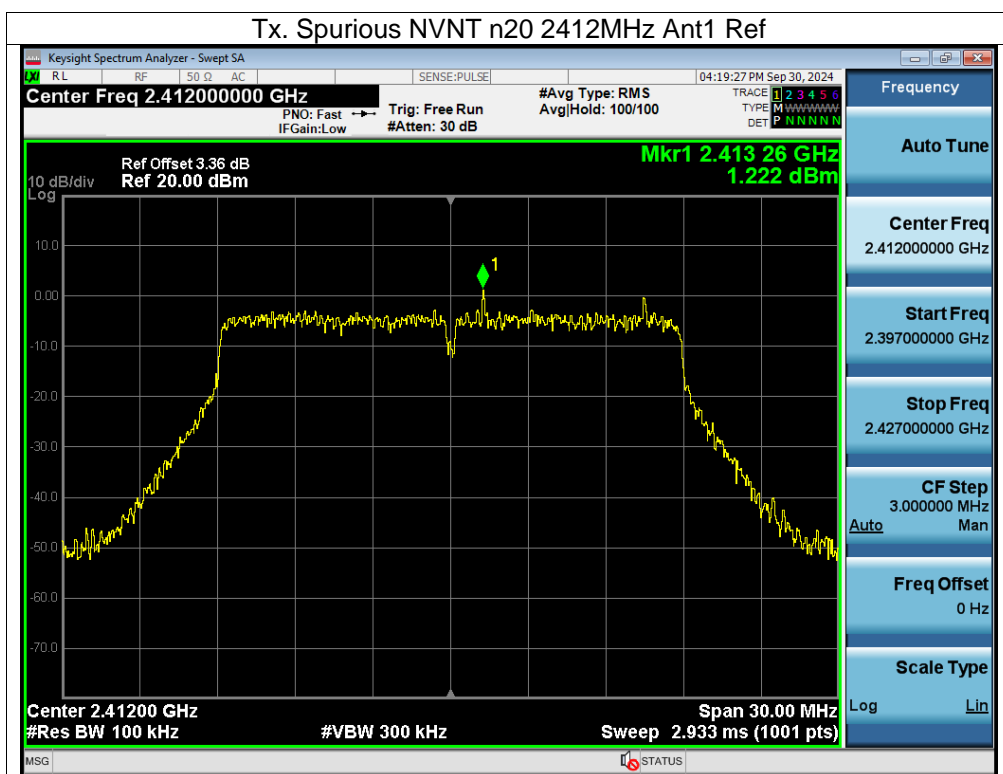 Tx. Spurious NVNT n20 2412MHz Ant1 Ref
Keysight Spectrum Analyzer - Swept SA
LXI RL RF 50 Ω AC SENSE:PULSE 04:19:27 PM Sep 30, 2024
Center Freq 2.412000000 GHz
PNO: Fast
IFGain:Low
Trig: Free Run
#Atten: 30 dB
#Avg Type: RMS
Avg|Hold: 100/100
TRACE 1 2 3 4 5 6
TYPE M WWWWW
DET P N N N N N
Ref Offset 3.36 dB
Ref 20.00 dBm
10 dB/div
Log
Mkr1 2.413 26 GHz
1.222 dBm
1
10.0
0.00
-10.0
-20.0
-30.0
-40.0
-50.0
-60.0
-70.0
Center 2.41200 GHz
#Res BW 100 kHz
#VBW 300 kHz
Span 30.00 MHz
Sweep 2.933 ms (1001 pts)
MSG
STATUS
Frequency
Auto Tune
Center Freq
2.412000000 GHz
Start Freq
2.397000000 GHz
Stop Freq
2.427000000 GHz
CF Step
3.000000 MHz
Auto Man
Freq Offset
0 Hz
Scale Type
Log Lin